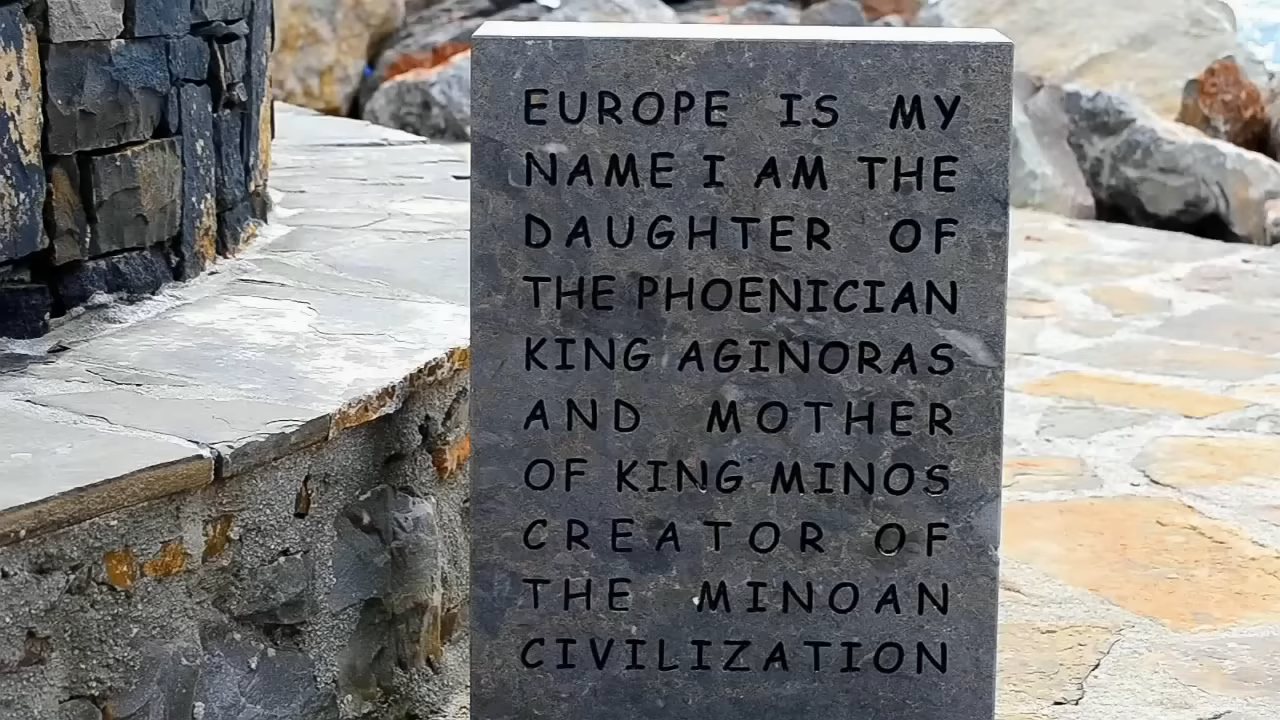 EUROPE IS MY
NAME I AM THE
DAUGHTER OF
THE PHOENICIAN
KING AGINORAS
AND MOTHER
OF KING MINOS
CREATOR OF
THE MINOAN
CIVILIZATION